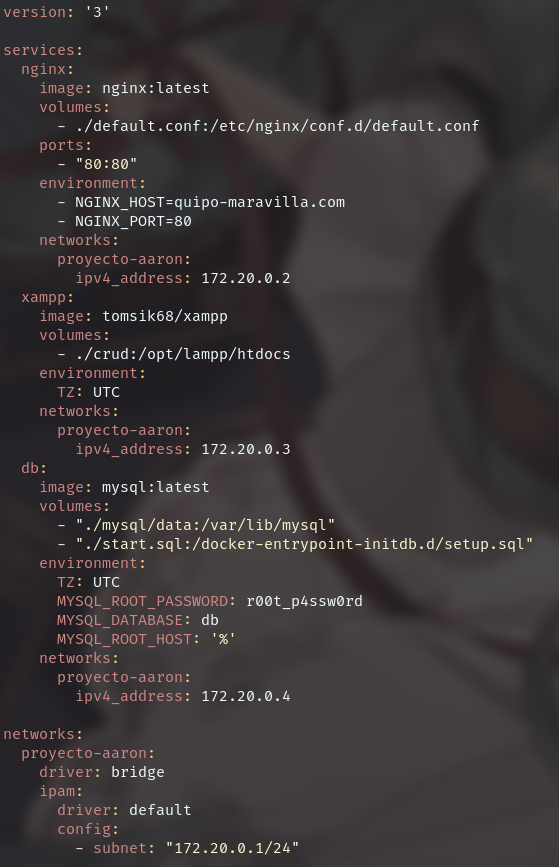 version: '3'

services:
  nginx:
    image: nginx:latest
    volumes:
      - ./default.conf:/etc/nginx/conf.d/default.conf
    ports:
      - "80:80"
    environment:
      - NGINX_HOST=quipo-maravilla.com
      - NGINX_PORT=80
    networks:
      proyecto-aaron:
        ipv4_address: 172.20.0.2
  xampp:
    image: tomsik68/xampp
    volumes:
      - ./crud:/opt/lampp/htdocs
    environment:
      TZ: UTC
    networks:
      proyecto-aaron:
        ipv4_address: 172.20.0.3
  db:
    image: mysql:latest
    volumes:
      - "./mysql/data:/var/lib/mysql"
      - "./start.sql:/docker-entrypoint-initdb.d/setup.sql"
    environment:
      TZ: UTC
      MYSQL_ROOT_PASSWORD: r00t_p4ssw0rd
      MYSQL_DATABASE: db
      MYSQL_ROOT_HOST: '%'
    networks:
      proyecto-aaron:
        ipv4_address: 172.20.0.4

networks:
  proyecto-aaron:
    driver: bridge
    ipam:
      driver: default
      config:
        - subnet: "172.20.0.1/24"